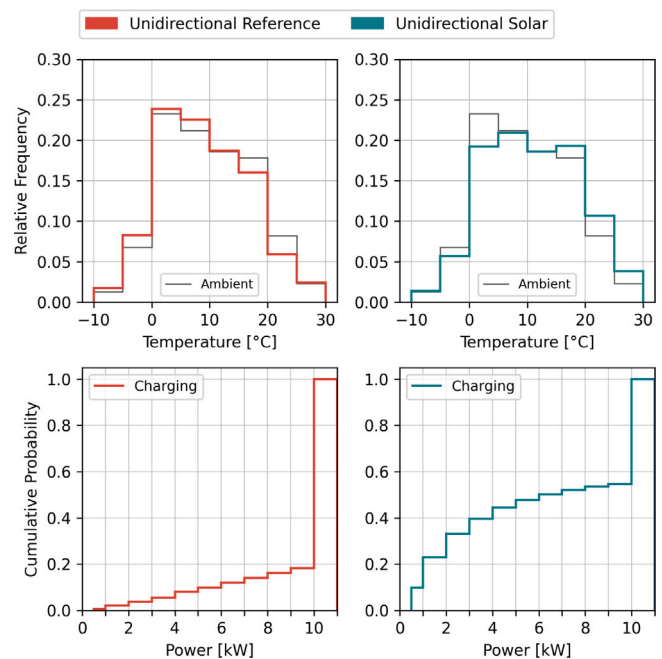 Unidirectional Reference
Unidirectional Solar
0.30
0.25
0.20
0.15
0.10
0.05
0.00
Relative Frequency
Ambient
−10 0 10 20 30
Temperature [°C]
0.30
0.25
0.20
0.15
0.10
0.05
0.00
Ambient
−10 0 10 20 30
Temperature [°C]
1.0
0.8
0.6
0.4
0.2
0.0
Cumulative Probability
Charging
0 2 4 6 8 10
Power [kW]
1.0
0.8
0.6
0.4
0.2
0.0
Charging
0 2 4 6 8 10
Power [kW]